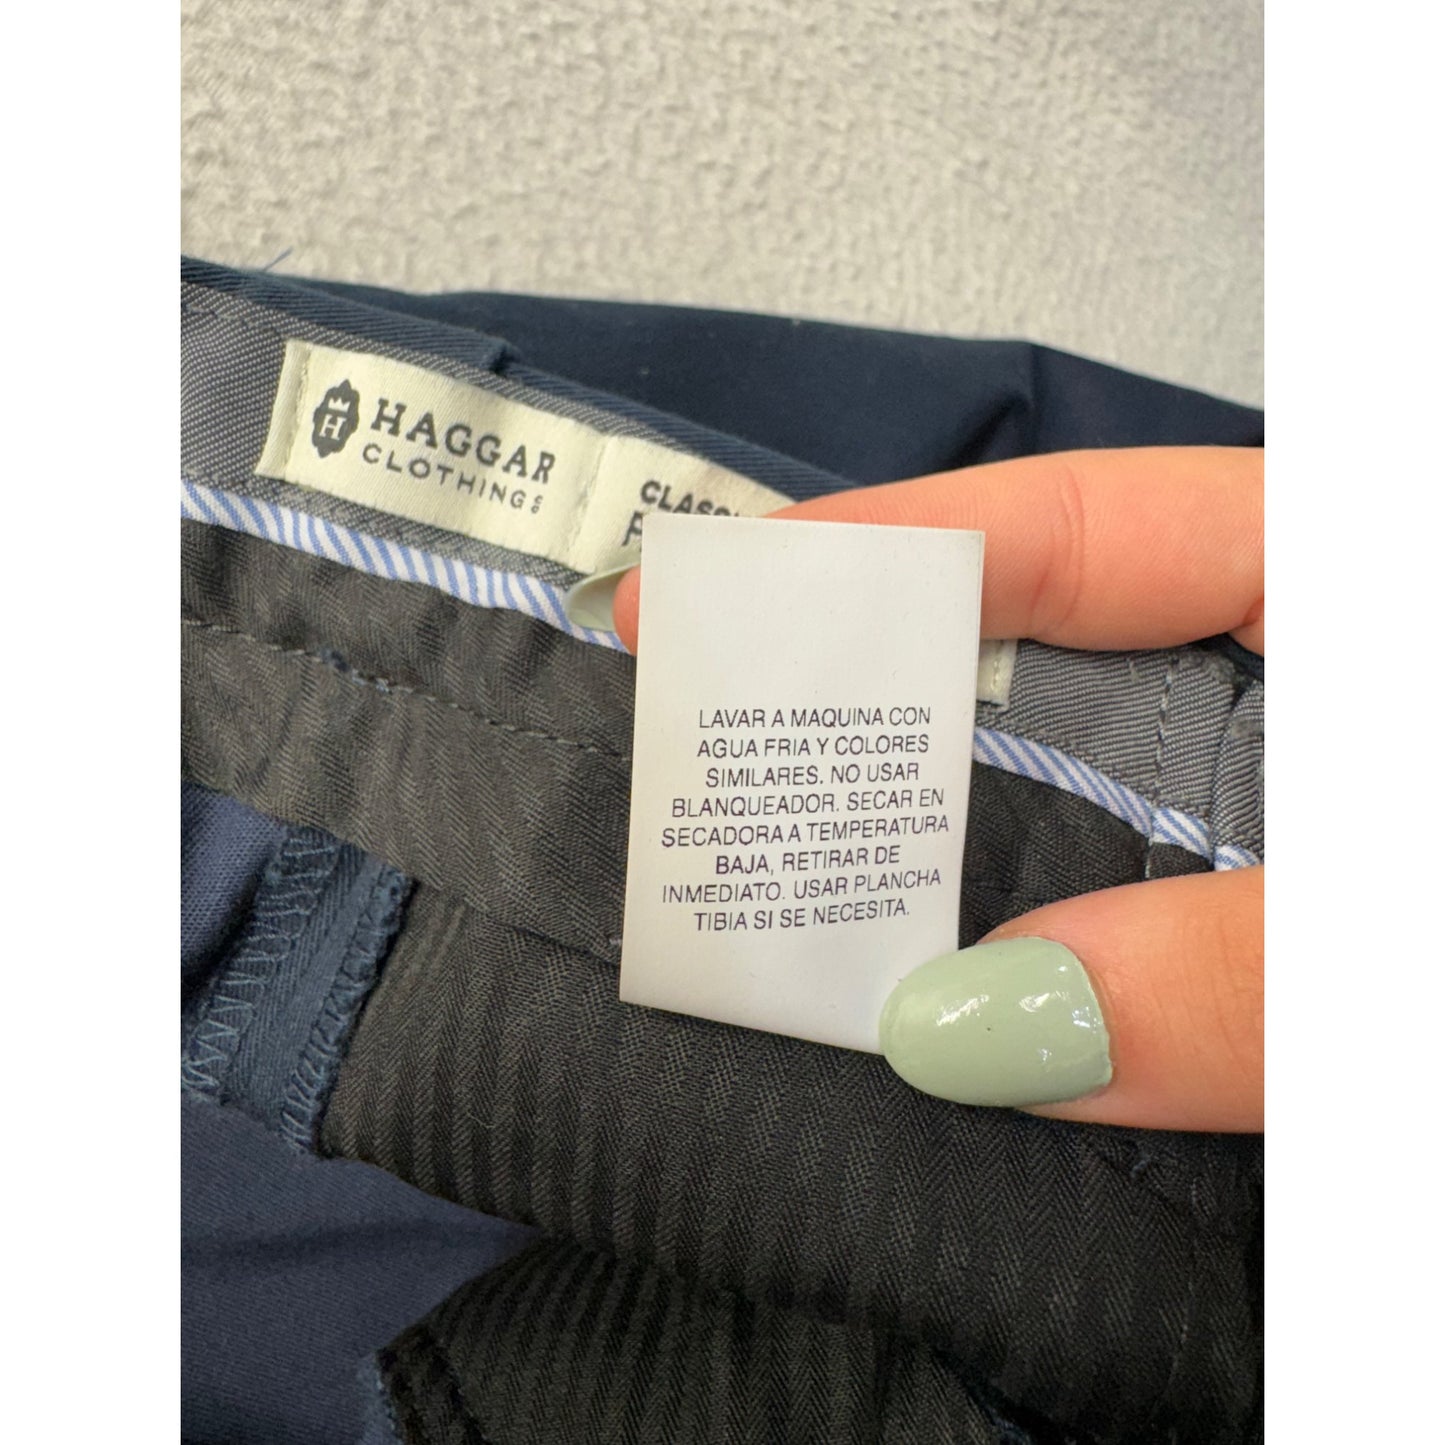 H
HAGGAR
CLOTHING CO
LAVAR A MAQUINA CON
AGUA FRIA Y COLORES
SIMILARES. NO USAR
BLANQUEADOR. SECAR EN
SECADORA A TEMPERATURA
BAJA, RETIRAR DE
INMEDIATO. USAR PLANCHA
TIBIA SI SE NECESITA.